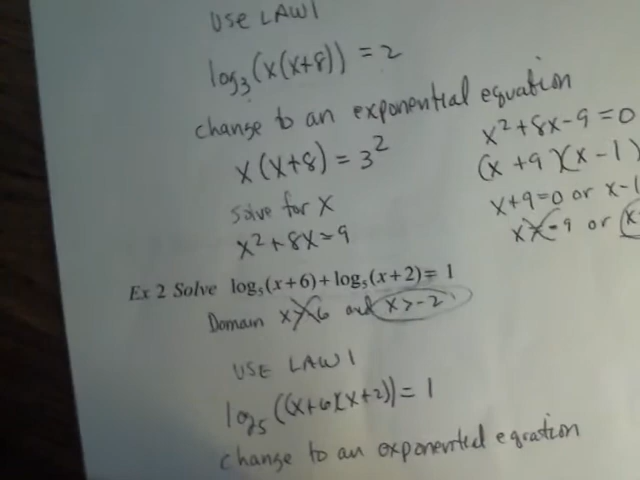 USE LAW 1
log₃(x(x+8)) = 2
change to an exponential equation
x(x+8) = 3²
solve for x
x²+8x=9
x²+8x-9=0
(x+9)(x-1)
x+9=0 or x-1
x=-9 or x
Ex 2 Solve log₅(x+6)+log₅(x+2)= 1
Domain and x>-2
USE LAW 1
log₅((x+6)(x+2))=1
change to an exponential equation